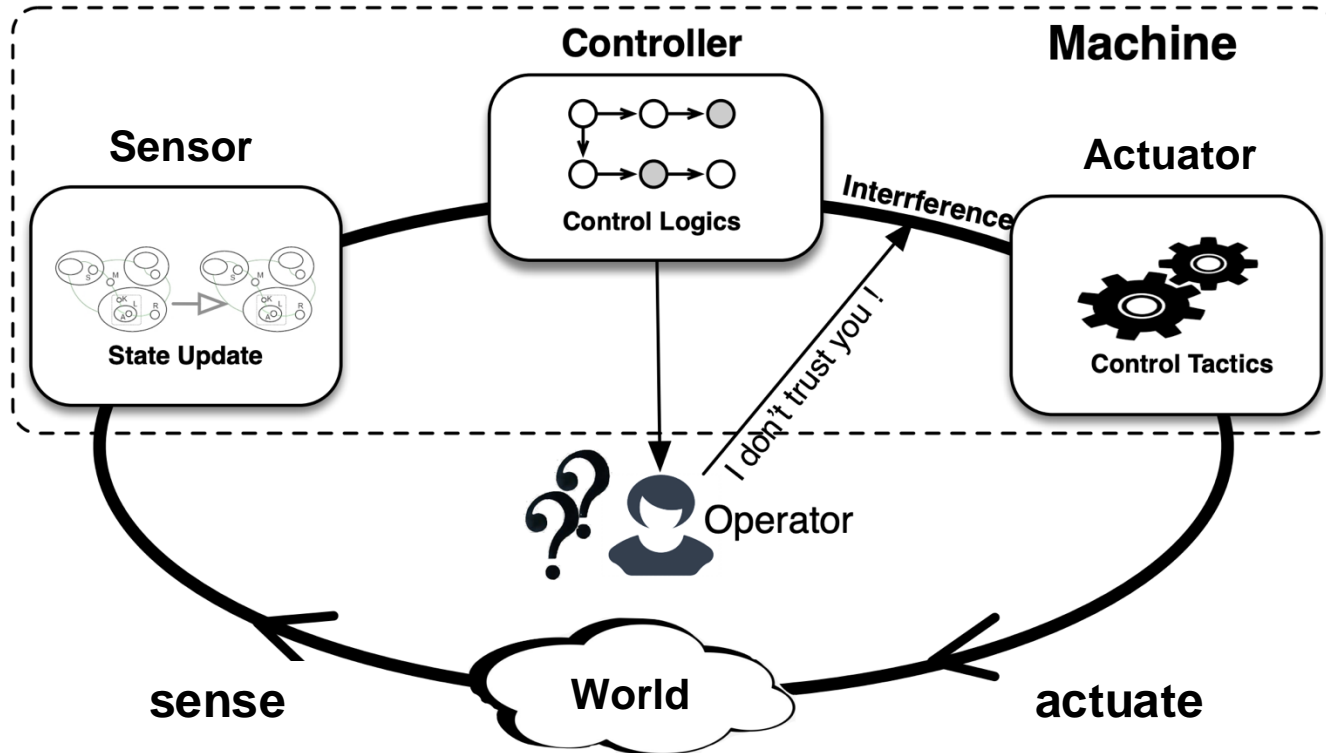 Controller
Machine
Sensor
Actuator
Control Logics
Interrference
S
M
K
L
A
R
S
M
K
L
A
R
State Update
Control Tactics
I don't trust you !
??
Operator
sense
World
actuate